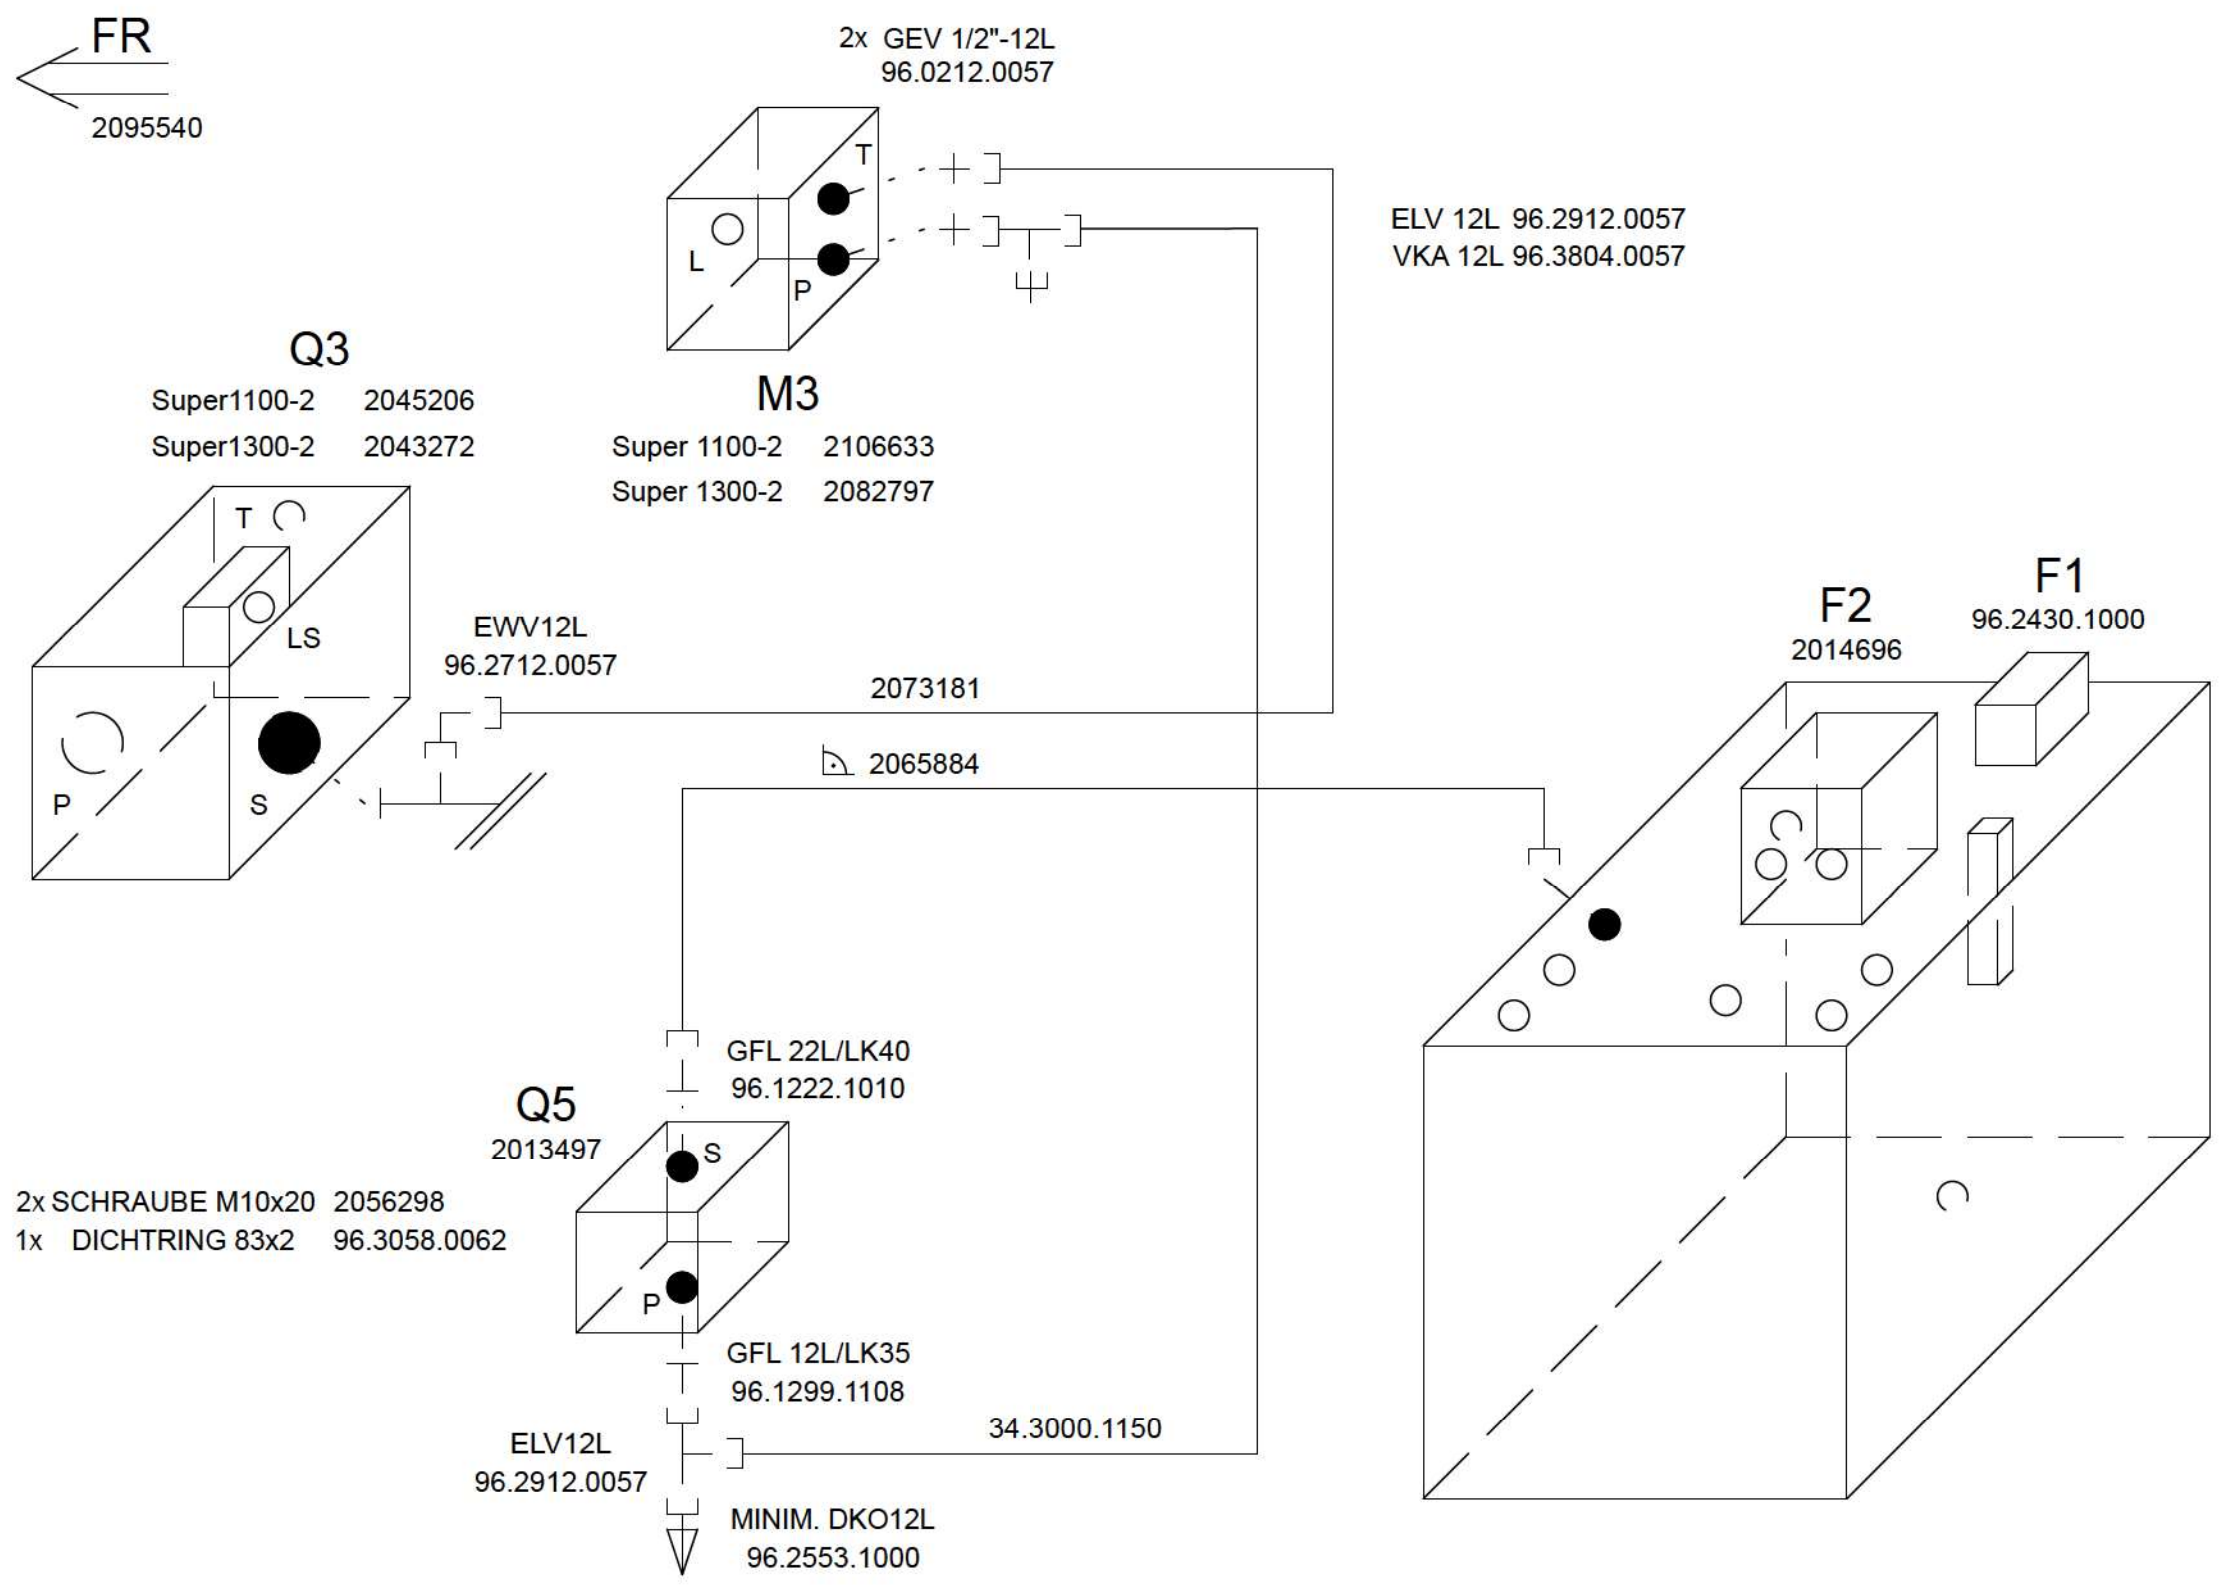 FR
2095540
2x GEV 1/2"-12L
96.0212.0057
T
L
P
ELV 12L 96.2912.0057
VKA 12L 96.3804.0057
Q3
Super1100-2 2045206
Super1300-2 2043272
M3
Super 1100-2 2106633
Super 1300-2 2082797
T
LS
P
S
EWV12L
96.2712.0057
2073181
2065884
F2
2014696
F1
96.2430.1000
GFL 22L/LK40
96.1222.1010
Q5
2013497
S
2x SCHRAUBE M10x20 2056298
1x DICHTRING 83x2 96.3058.0062
P
GFL 12L/LK35
96.1299.1108
34.3000.1150
ELV12L
96.2912.0057
MINIM. DKO12L
96.2553.1000